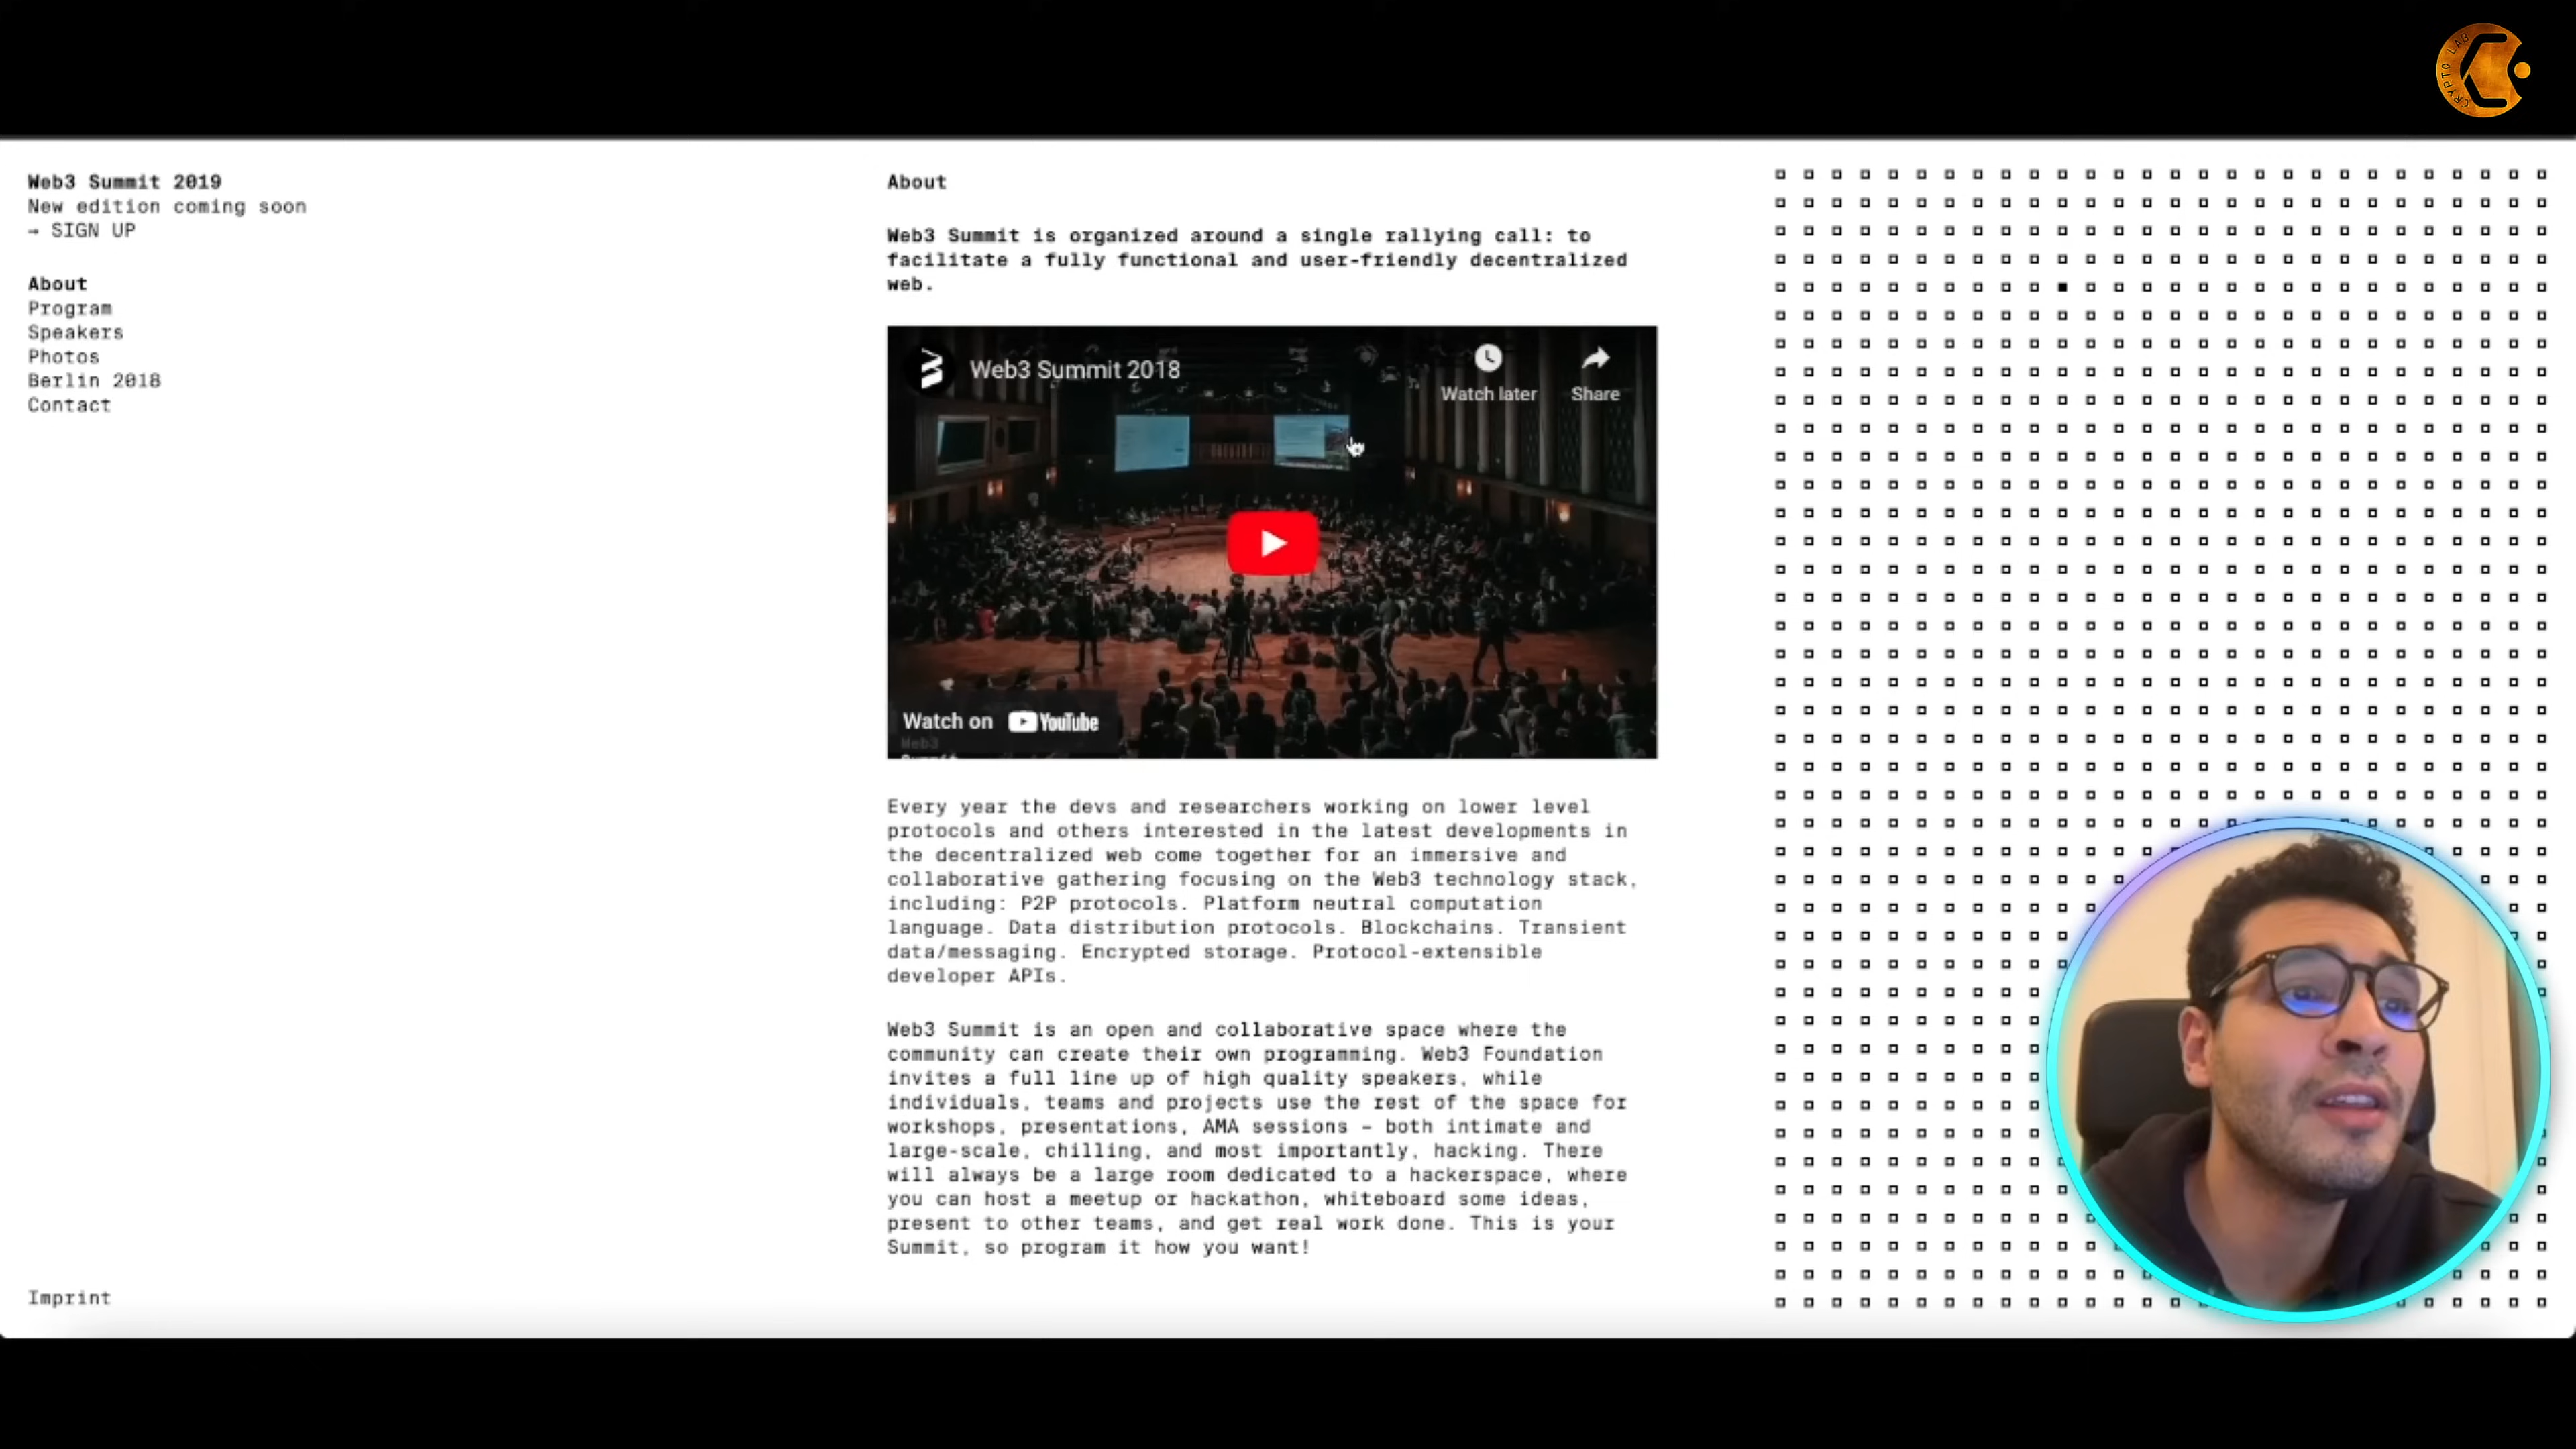 CRYPTO LAB
Web3 Summit 2019
New edition coming soon
→ SIGN UP
About
Program
Speakers
Photos
Berlin 2018
Contact
Imprint
About
Web3 Summit is organized around a single rallying call: to
facilitate a fully functional and user-friendly decentralized
web.
Web3 Summit 2018
Watch later
Share
Watch on YouTube
Web3
Summit
Every year the devs and researchers working on lower level
protocols and others interested in the latest developments in
the decentralized web come together for an immersive and
collaborative gathering focusing on the Web3 technology stack,
including: P2P protocols. Platform neutral computation
language. Data distribution protocols. Blockchains. Transient
data/messaging. Encrypted storage. Protocol-extensible
developer APIs.
Web3 Summit is an open and collaborative space where the
community can create their own programming. Web3 Foundation
invites a full line up of high quality speakers, while
individuals, teams and projects use the rest of the space for
workshops, presentations, AMA sessions – both intimate and
large-scale, chilling, and most importantly, hacking. There
will always be a large room dedicated to a hackerspace, where
you can host a meetup or hackathon, whiteboard some ideas,
present to other teams, and get real work done. This is your
Summit, so program it how you want!